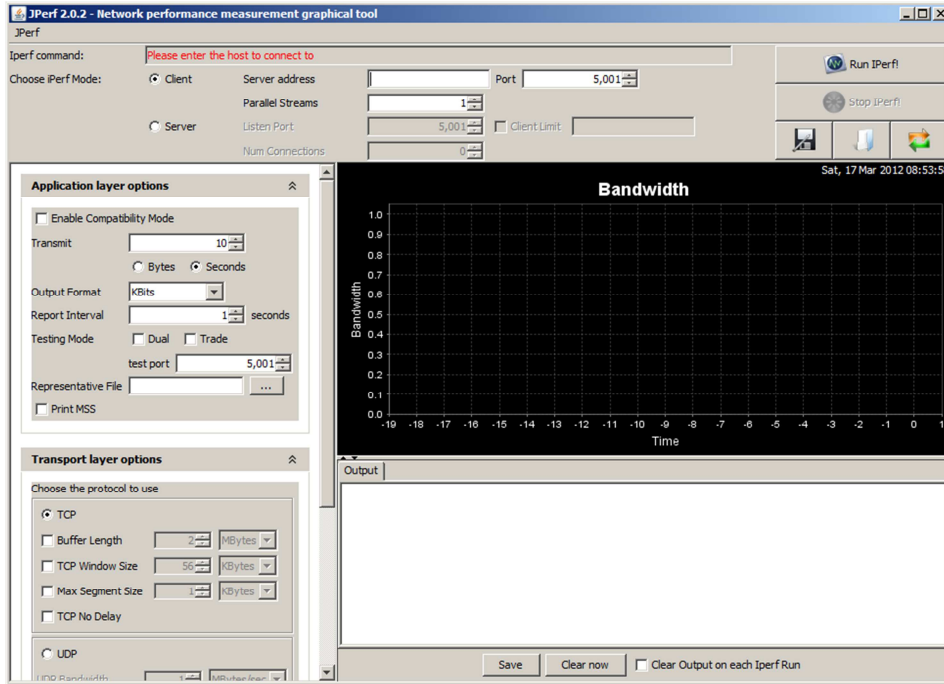 JPerf 2.0.2 - Network performance measurement graphical tool
JPerf
Iperf command: Please enter the host to connect to
Choose iPerf Mode: Client Server address Port 5,001
Parallel Streams 1
Server Listen Port 5,001 Client Limit
Num Connections 0
Run IPerf!
Stop IPerf!
Application layer options
Enable Compatibility Mode
Transmit 10
Bytes Seconds
Output Format KBits
Report Interval 1 seconds
Testing Mode Dual Trade
test port 5,001
Representative File ...
Print MSS
Transport layer options
Choose the protocol to use
TCP
Buffer Length 2 MBytes
TCP Window Size 56 KBytes
Max Segment Size 1 KBytes
TCP No Delay
UDP
UDP Bandwidth 1 MBytes/sec
Sat, 17 Mar 2012 08:53:5
Bandwidth
Bandwidth
1.0
0.9
0.8
0.7
0.6
0.5
0.4
0.3
0.2
0.1
0.0
-19 -18 -17 -16 -15 -14 -13 -12 -11 -10 -9 -8 -7 -6 -5 -4 -3 -2 -1 0 1
Time
Output
Save Clear now Clear Output on each Iperf Run